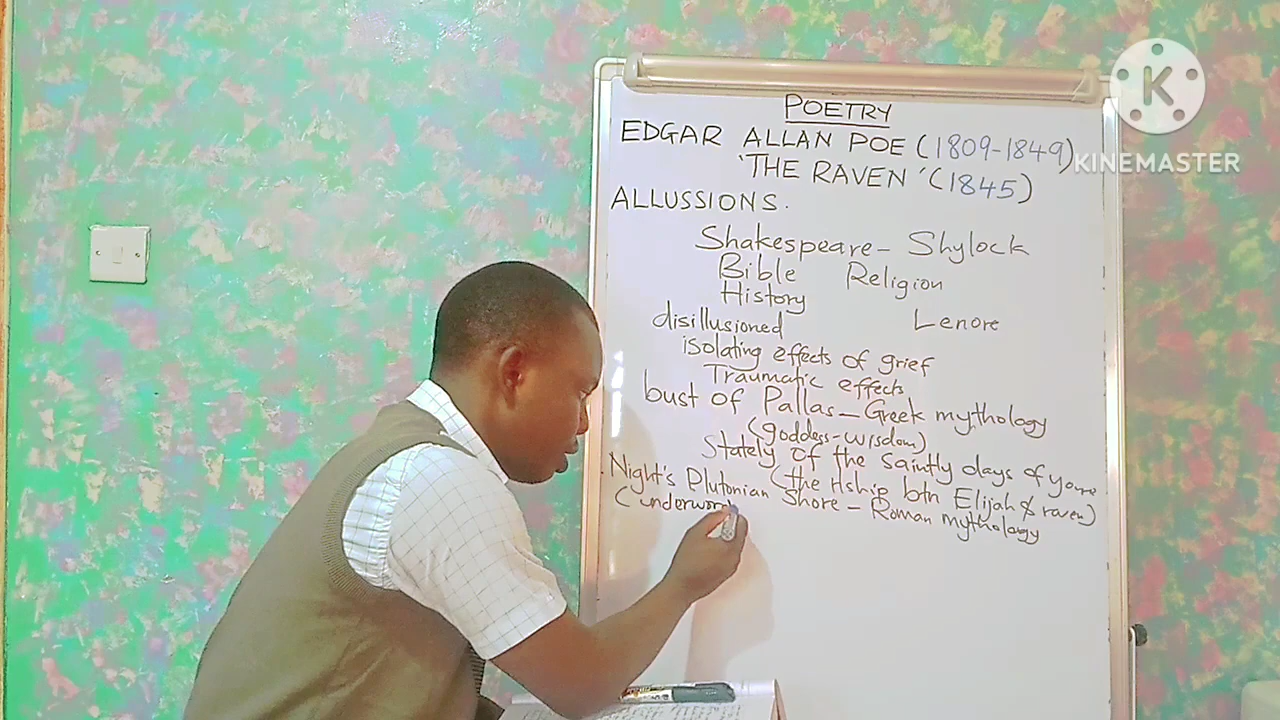 POETRY
EDGAR ALLAN POE (1809-1849)
'THE RAVEN' (1845)
ALLUSSIONS.
Shakespeare - Shylock
Bible Religion
History
disillusioned Lenore
isolating effects of grief
Traumatic effects
bust of Pallas - Greek mythology
(goddess - wisdom)
Stately of the saintly days of yore
(the r/ship btn Elijah & raven)
Night's Plutonian Shore - Roman mythology
(underworl
K
KINEMASTER